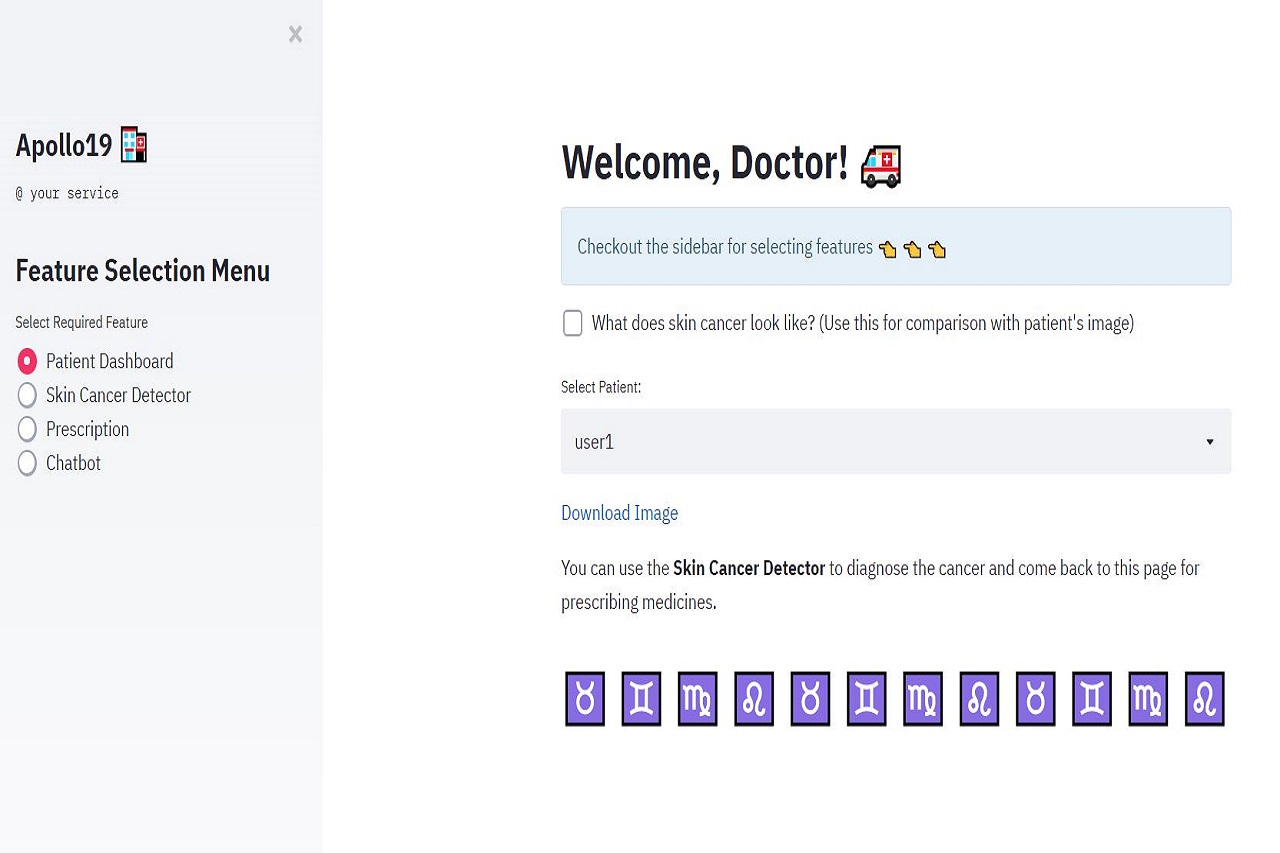 Apollo19 🏥
@ your service
Feature Selection Menu
Select Required Feature
Patient Dashboard
Skin Cancer Detector
Prescription
Chatbot
Welcome, Doctor! 🚑
Checkout the sidebar for selecting features 👈 👈 👈
What does skin cancer look like? (Use this for comparison with patient's image)
Select Patient:
user1
Download Image
You can use the Skin Cancer Detector to diagnose the cancer and come back to this page for
prescribing medicines.
♉ ♊ ♍ ♌ ♉ ♊ ♍ ♌ ♉ ♊ ♍ ♌